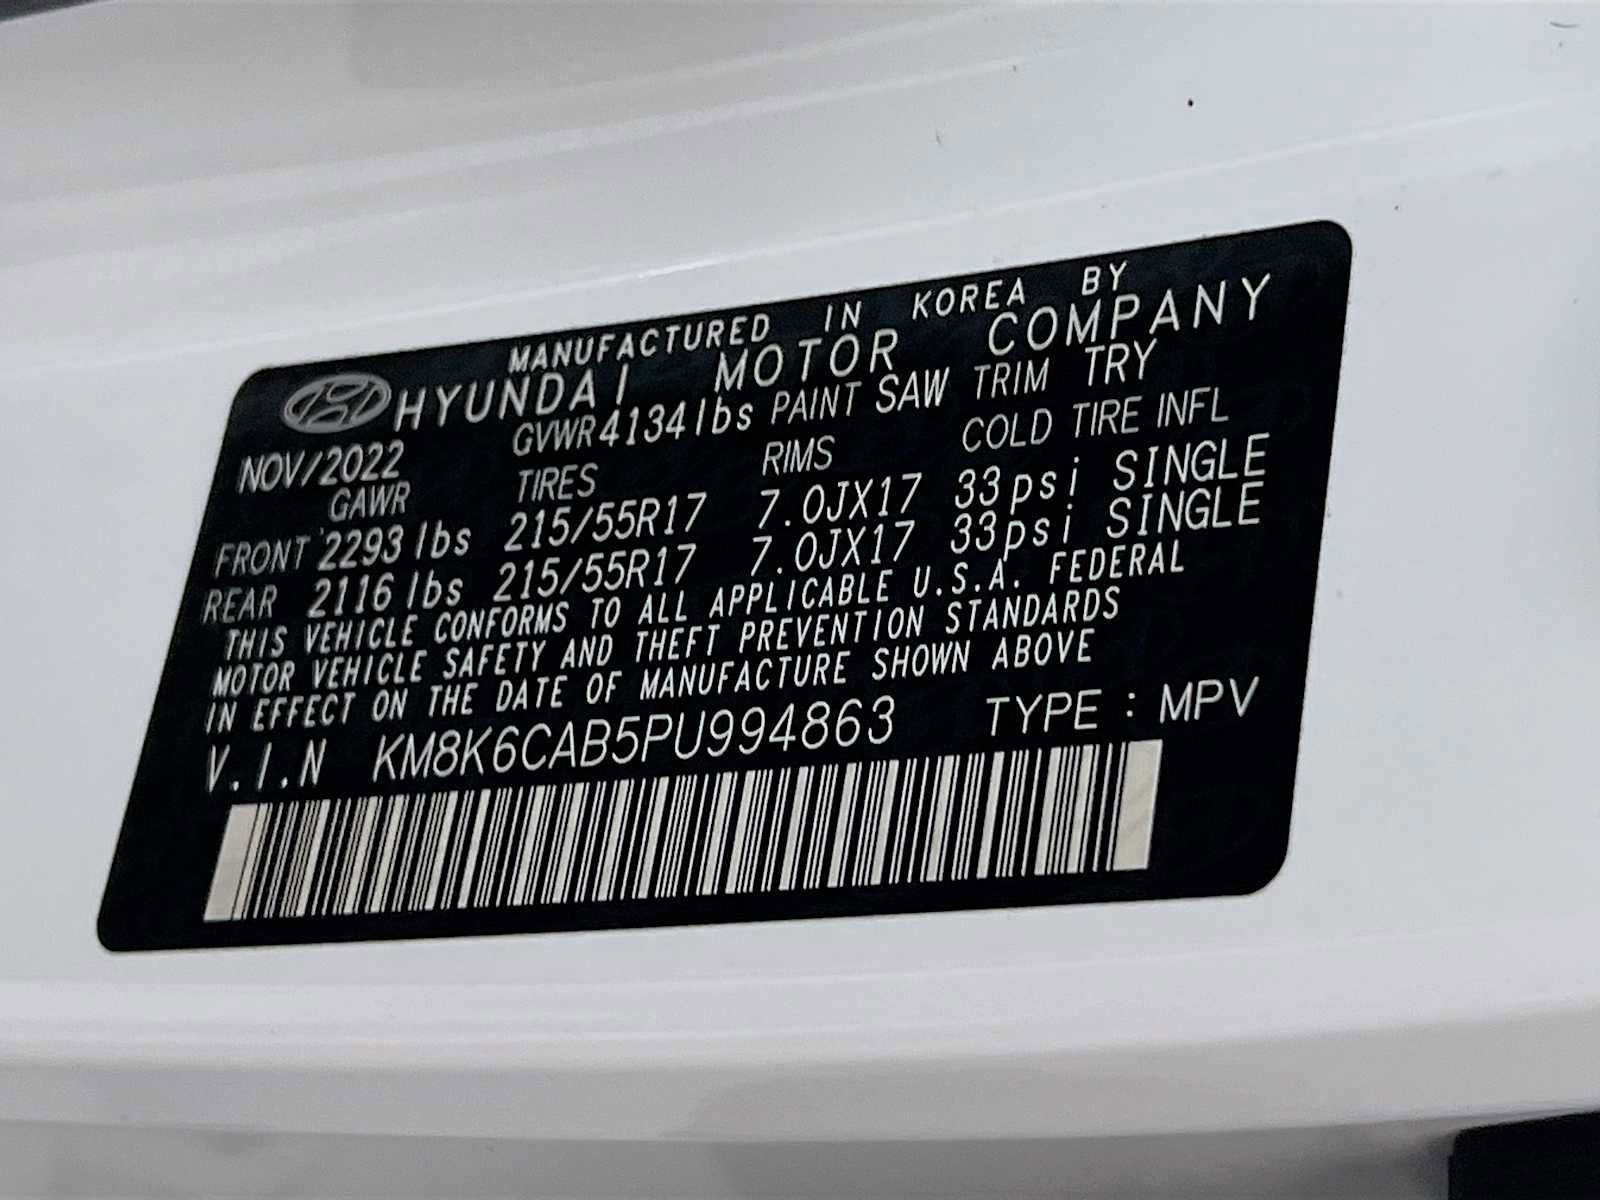 MANUFACTURED IN KOREA BY
HYUNDAI MOTOR COMPANY
NOV/2022 GVWR 4134 lbs PAINT SAW TRIM TRY
GAWR TIRES RIMS COLD TIRE INFL
FRONT 2293 lbs 215/55R17 7.0JX17 33psi SINGLE
REAR 2116 lbs 215/55R17 7.0JX17 33psi SINGLE
THIS VEHICLE CONFORMS TO ALL APPLICABLE U.S.A. FEDERAL
MOTOR VEHICLE SAFETY AND THEFT PREVENTION STANDARDS
IN EFFECT ON THE DATE OF MANUFACTURE SHOWN ABOVE
V.I.N KM8K6CAB5PU994863 TYPE : MPV